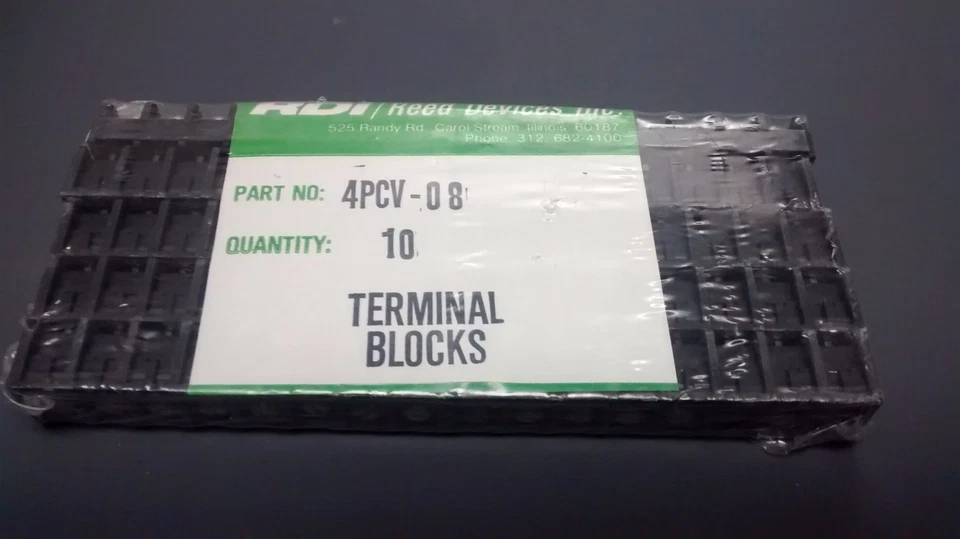 RDI / Reed Devices Inc.
525 Randy Rd. Carol Stream, Illinois 60187
Phone 312 682-4100
PART NO: 4PCV-08
QUANTITY: 10
TERMINAL
BLOCKS